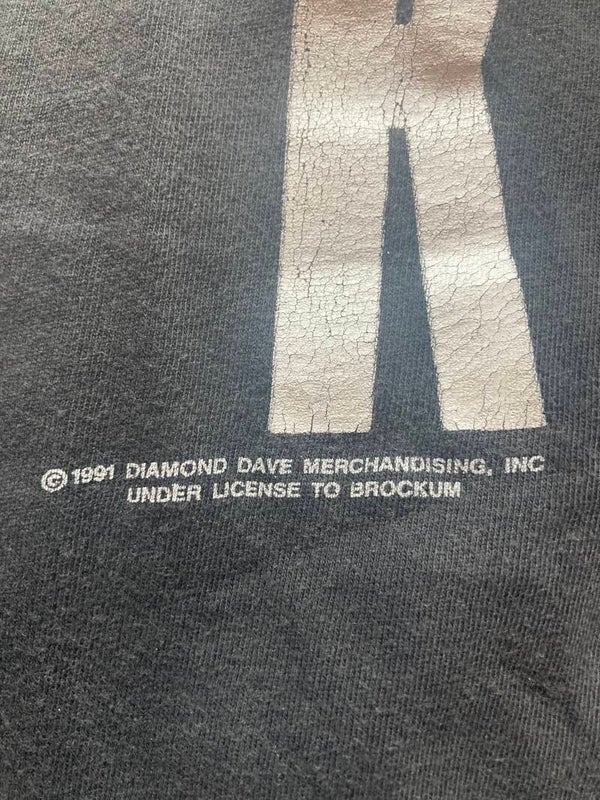 R
© 1991 DIAMOND DAVE MERCHANDISING, INC
UNDER LICENSE TO BROCKUM